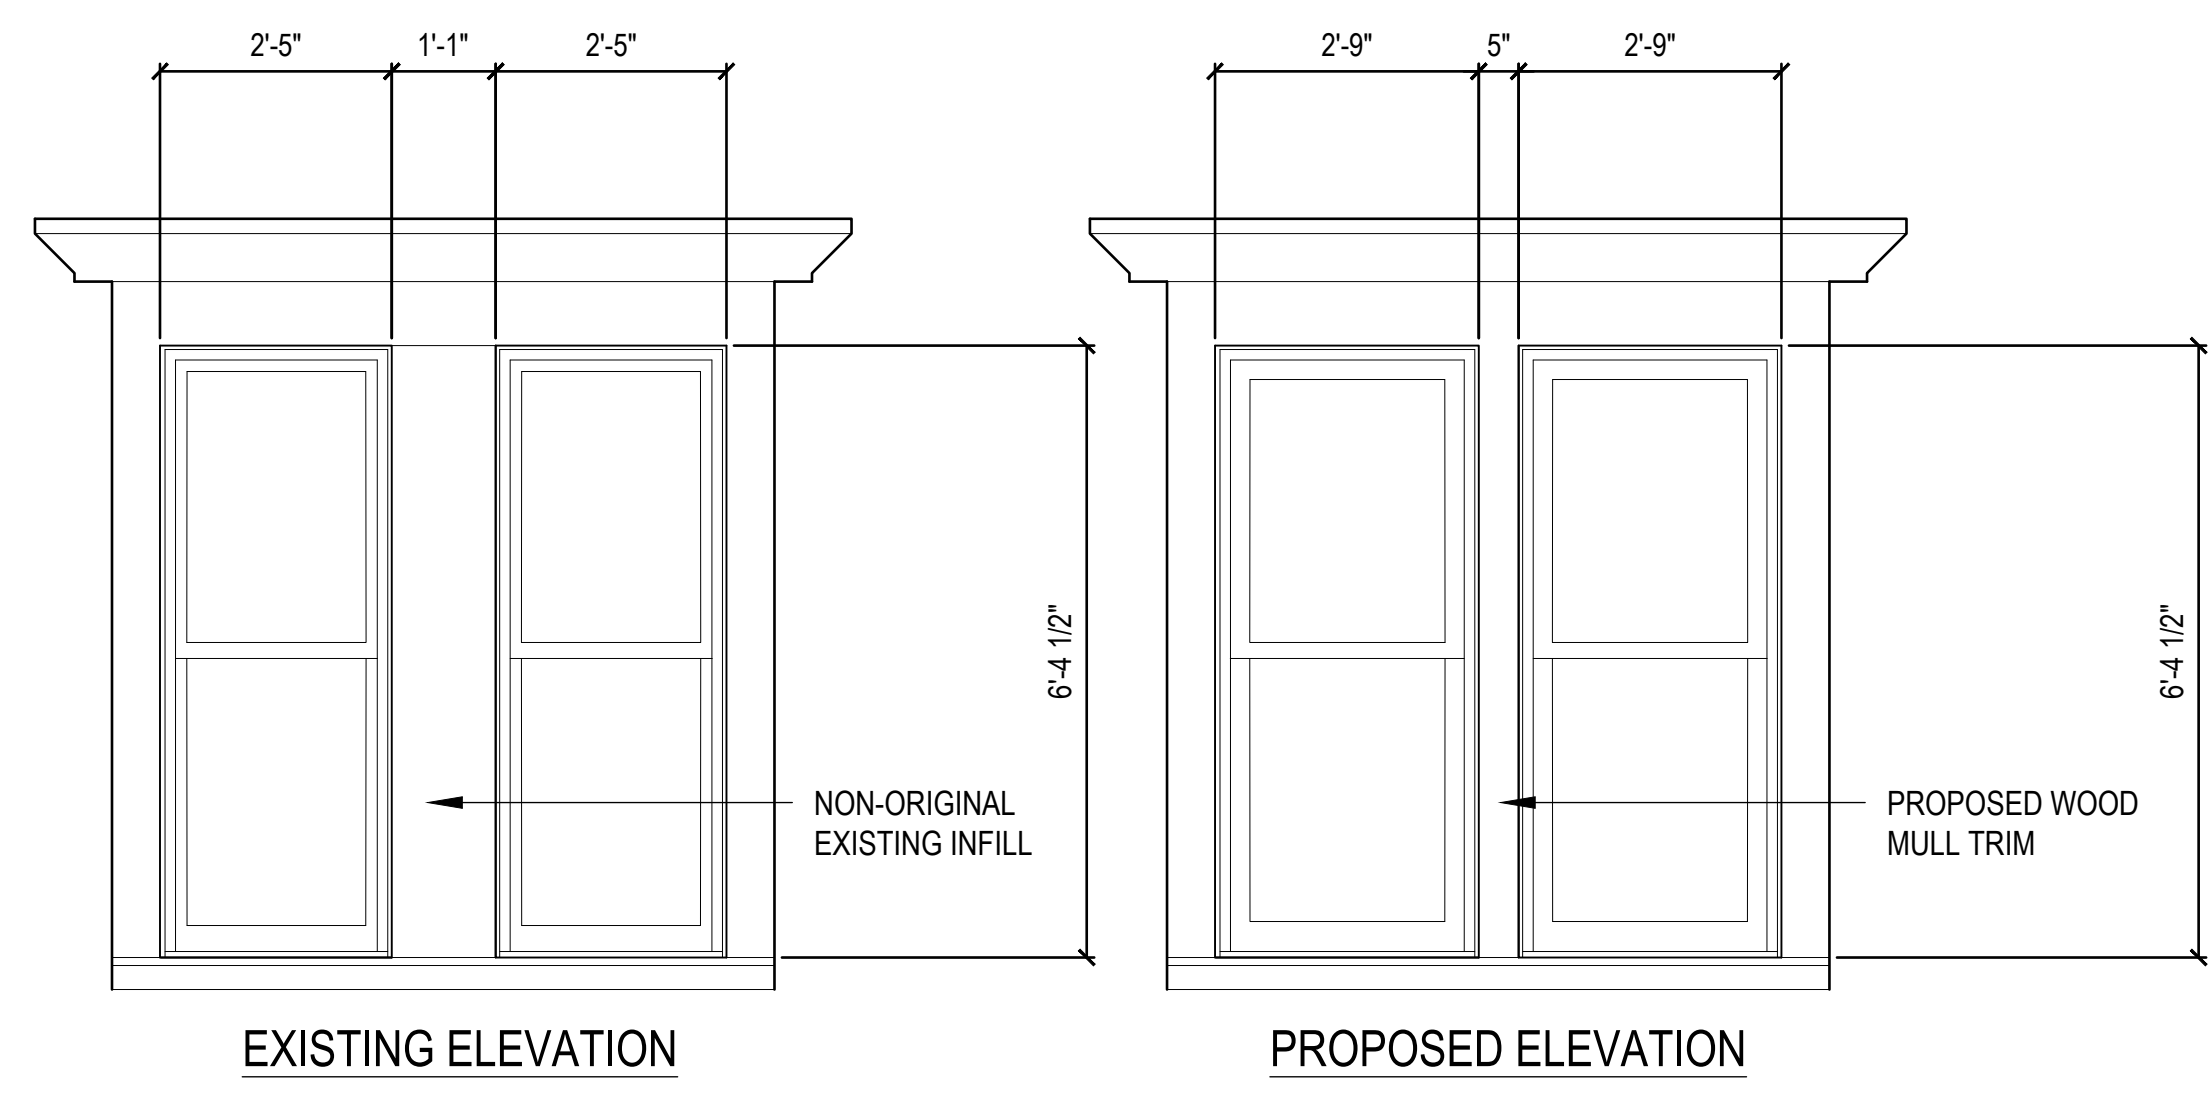 2'-5" 1'-1" 2'-5"
6'-4 1/2"
NON-ORIGINAL
EXISTING INFILL
EXISTING ELEVATION
2'-9" 5" 2'-9"
6'-4 1/2"
PROPOSED WOOD
MULL TRIM
PROPOSED ELEVATION